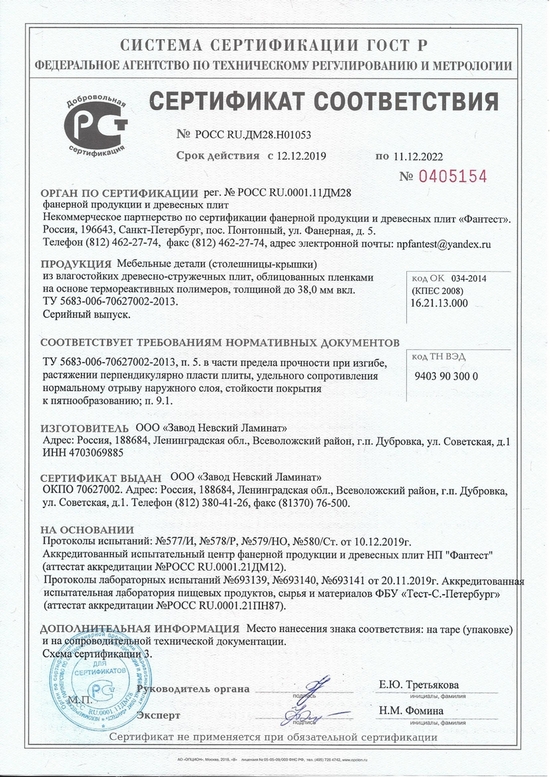 СИСТЕМА СЕРТИФИКАЦИИ ГОСТ Р
ФЕДЕРАЛЬНОЕ АГЕНТСТВО ПО ТЕХНИЧЕСКОМУ РЕГУЛИРОВАНИЮ И МЕТРОЛОГИИ
Добровольная
сертификация
СЕРТИФИКАТ СООТВЕТСТВИЯ
№ РОСС RU.ДМ28.Н01053
Срок действия с 12.12.2019 по 11.12.2022
№ 0405154
ОРГАН ПО СЕРТИФИКАЦИИ рег. № РОСС RU.0001.11ДМ28
фанерной продукции и древесных плит
Некоммерческое партнерство по сертификации фанерной продукции и древесных плит «Фантест».
Россия, 196643, Санкт-Петербург, пос. Понтонный, ул. Фанерная, д. 5.
Телефон (812) 462-27-74, факс (812) 462-27-74, адрес электронной почты: npfantest@yandex.ru
ПРОДУКЦИЯ Мебельные детали (столешницы-крышки)
из влагостойких древесно-стружечных плит, облицованных пленками
на основе термореактивных полимеров, толщиной до 38,0 мм вкл.
ТУ 5683-006-70627002-2013.
Серийный выпуск.
код ОК 034-2014
(КПЕС 2008)
16.21.13.000
СООТВЕТСТВУЕТ ТРЕБОВАНИЯМ НОРМАТИВНЫХ ДОКУМЕНТОВ
ТУ 5683-006-70627002-2013, п. 5. в части предела прочности при изгибе,
растяжении перпендикулярно пласти плиты, удельного сопротивления
нормальному отрыву наружного слоя, стойкости покрытия
к пятнообразованию; п. 9.1.
код ТН ВЭД
9403 90 300 0
ИЗГОТОВИТЕЛЬ ООО «Завод Невский Ламинат»
Адрес: Россия, 188684, Ленинградская обл., Всеволожский район, г.п. Дубровка, ул. Советская, д.1
ИНН 4703069885
СЕРТИФИКАТ ВЫДАН ООО «Завод Невский Ламинат»
ОКПО 70627002. Адрес: Россия, 188684, Ленинградская обл., Всеволожский район, г.п. Дубровка,
ул. Советская, д.1. Телефон (812) 380-41-26, факс (81370) 76-500.
НА ОСНОВАНИИ
Протоколы испытаний: №577/И, №578/Р, №579/НО, №580/Ст. от 10.12.2019г.
Аккредитованный испытательный центр фанерной продукции и древесных плит НП "Фантест"
(аттестат аккредитации №РОСС RU.0001.21ДМ12).
Протоколы лабораторных испытаний №693139, №693140, №693141 от 20.11.2019г. Аккредитованная
испытательная лаборатория пищевых продуктов, сырья и материалов ФБУ «Тест-С.-Петербург»
(аттестат аккредитации №РОСС RU.0001.21ПН87).
ДОПОЛНИТЕЛЬНАЯ ИНФОРМАЦИЯ Место нанесения знака соответствия: на таре (упаковке)
и на сопроводительной технической документации.
Схема сертификации 3.
ДЛЯ
СЕРТИФИКАТОВ
М.П.
Руководитель органа
подпись
Е.Ю. Третьякова
инициалы, фамилия
Эксперт
подпись
Н.М. Фомина
инициалы, фамилия
Сертификат не применяется при обязательной сертификации